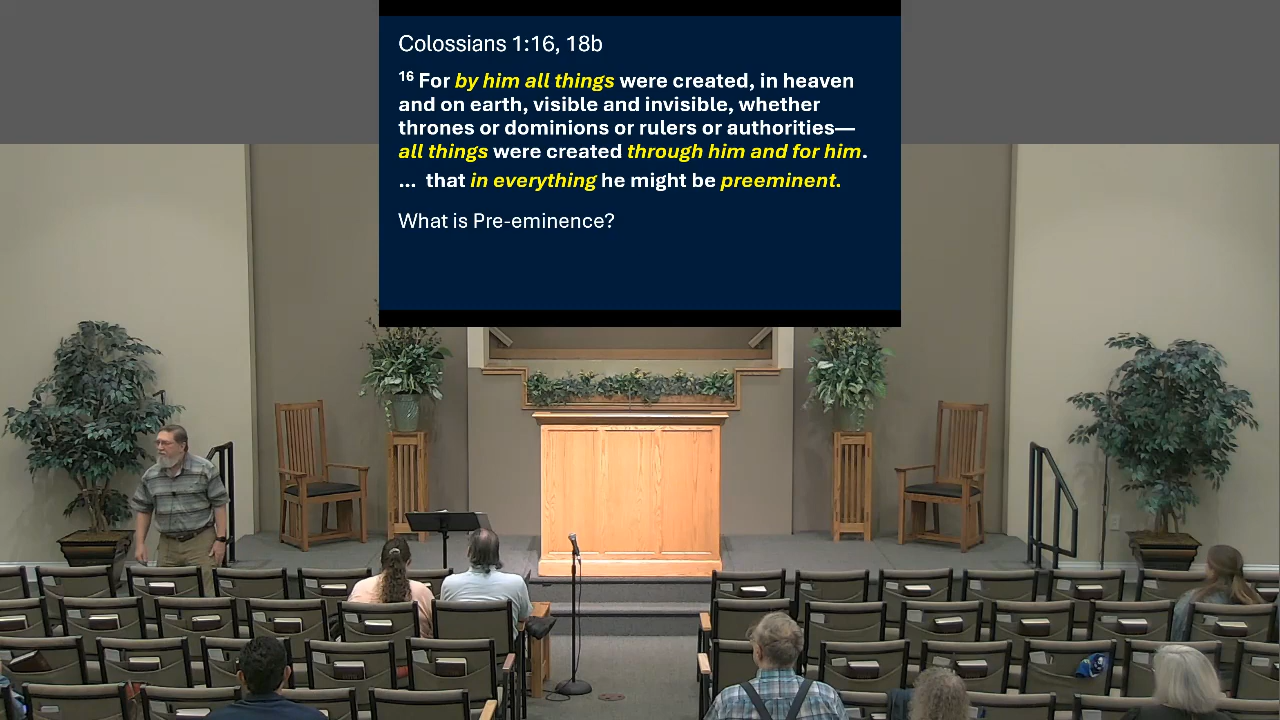 Colossians 1:16, 18b
16 For by him all things were created, in heaven
and on earth, visible and invisible, whether
thrones or dominions or rulers or authorities—
all things were created through him and for him.
... that in everything he might be preeminent.
What is Pre-eminence?